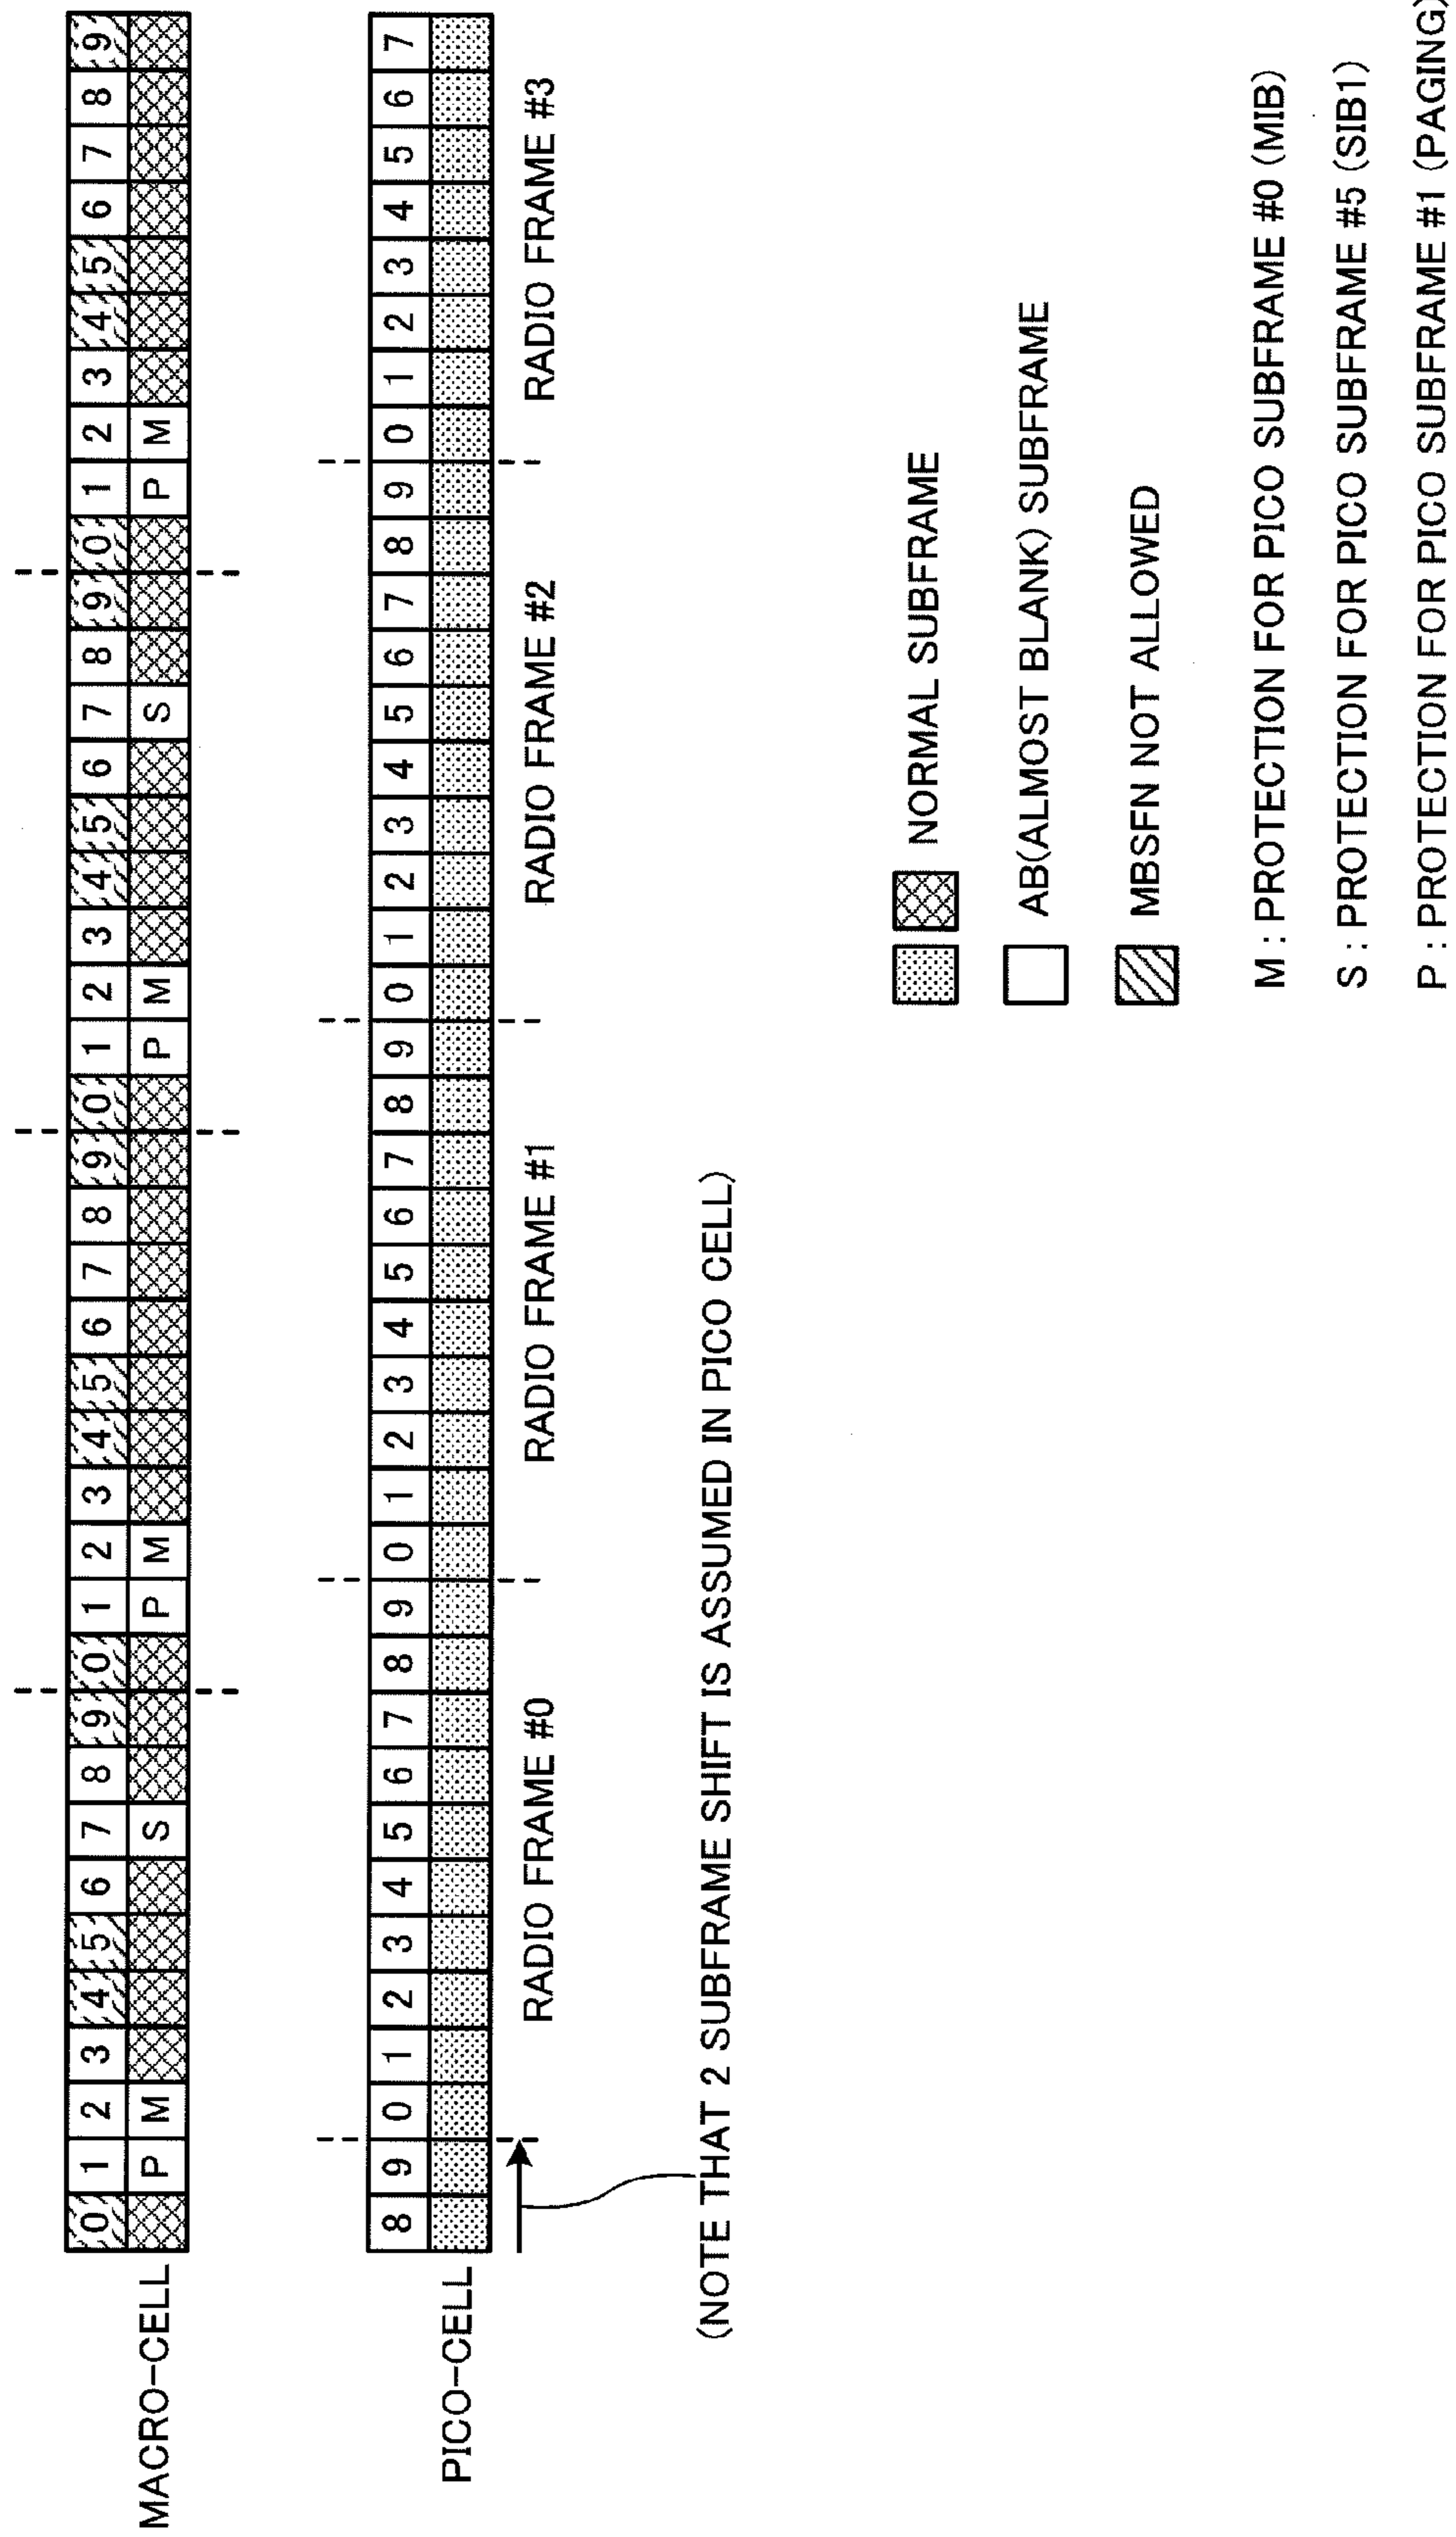 0 1 2 3 4 5 6 7 8 9 0 1 2 3 4 5 6 7 8 9 0 1 2 3 4 5 6 7 8 9 0 1 2 3 4 5 6 7 8 9
MACRO-CELL P M S P M P M S P M
PICO-CELL 8 9 0 1 2 3 4 5 6 7 8 9 0 1 2 3 4 5 6 7 8 9 0 1 2 3 4 5 6 7 8 9 0 1 2 3 4 5 6 7
RADIO FRAME #0 RADIO FRAME #1 RADIO FRAME #2 RADIO FRAME #3
(NOTE THAT 2 SUBFRAME SHIFT IS ASSUMED IN PICO CELL)
NORMAL SUBFRAME
AB(ALMOST BLANK) SUBFRAME
MBSFN NOT ALLOWED
M : PROTECTION FOR PICO SUBFRAME #0 (MIB)
S : PROTECTION FOR PICO SUBFRAME #5 (SIB1)
P : PROTECTION FOR PICO SUBFRAME #1 (PAGING)